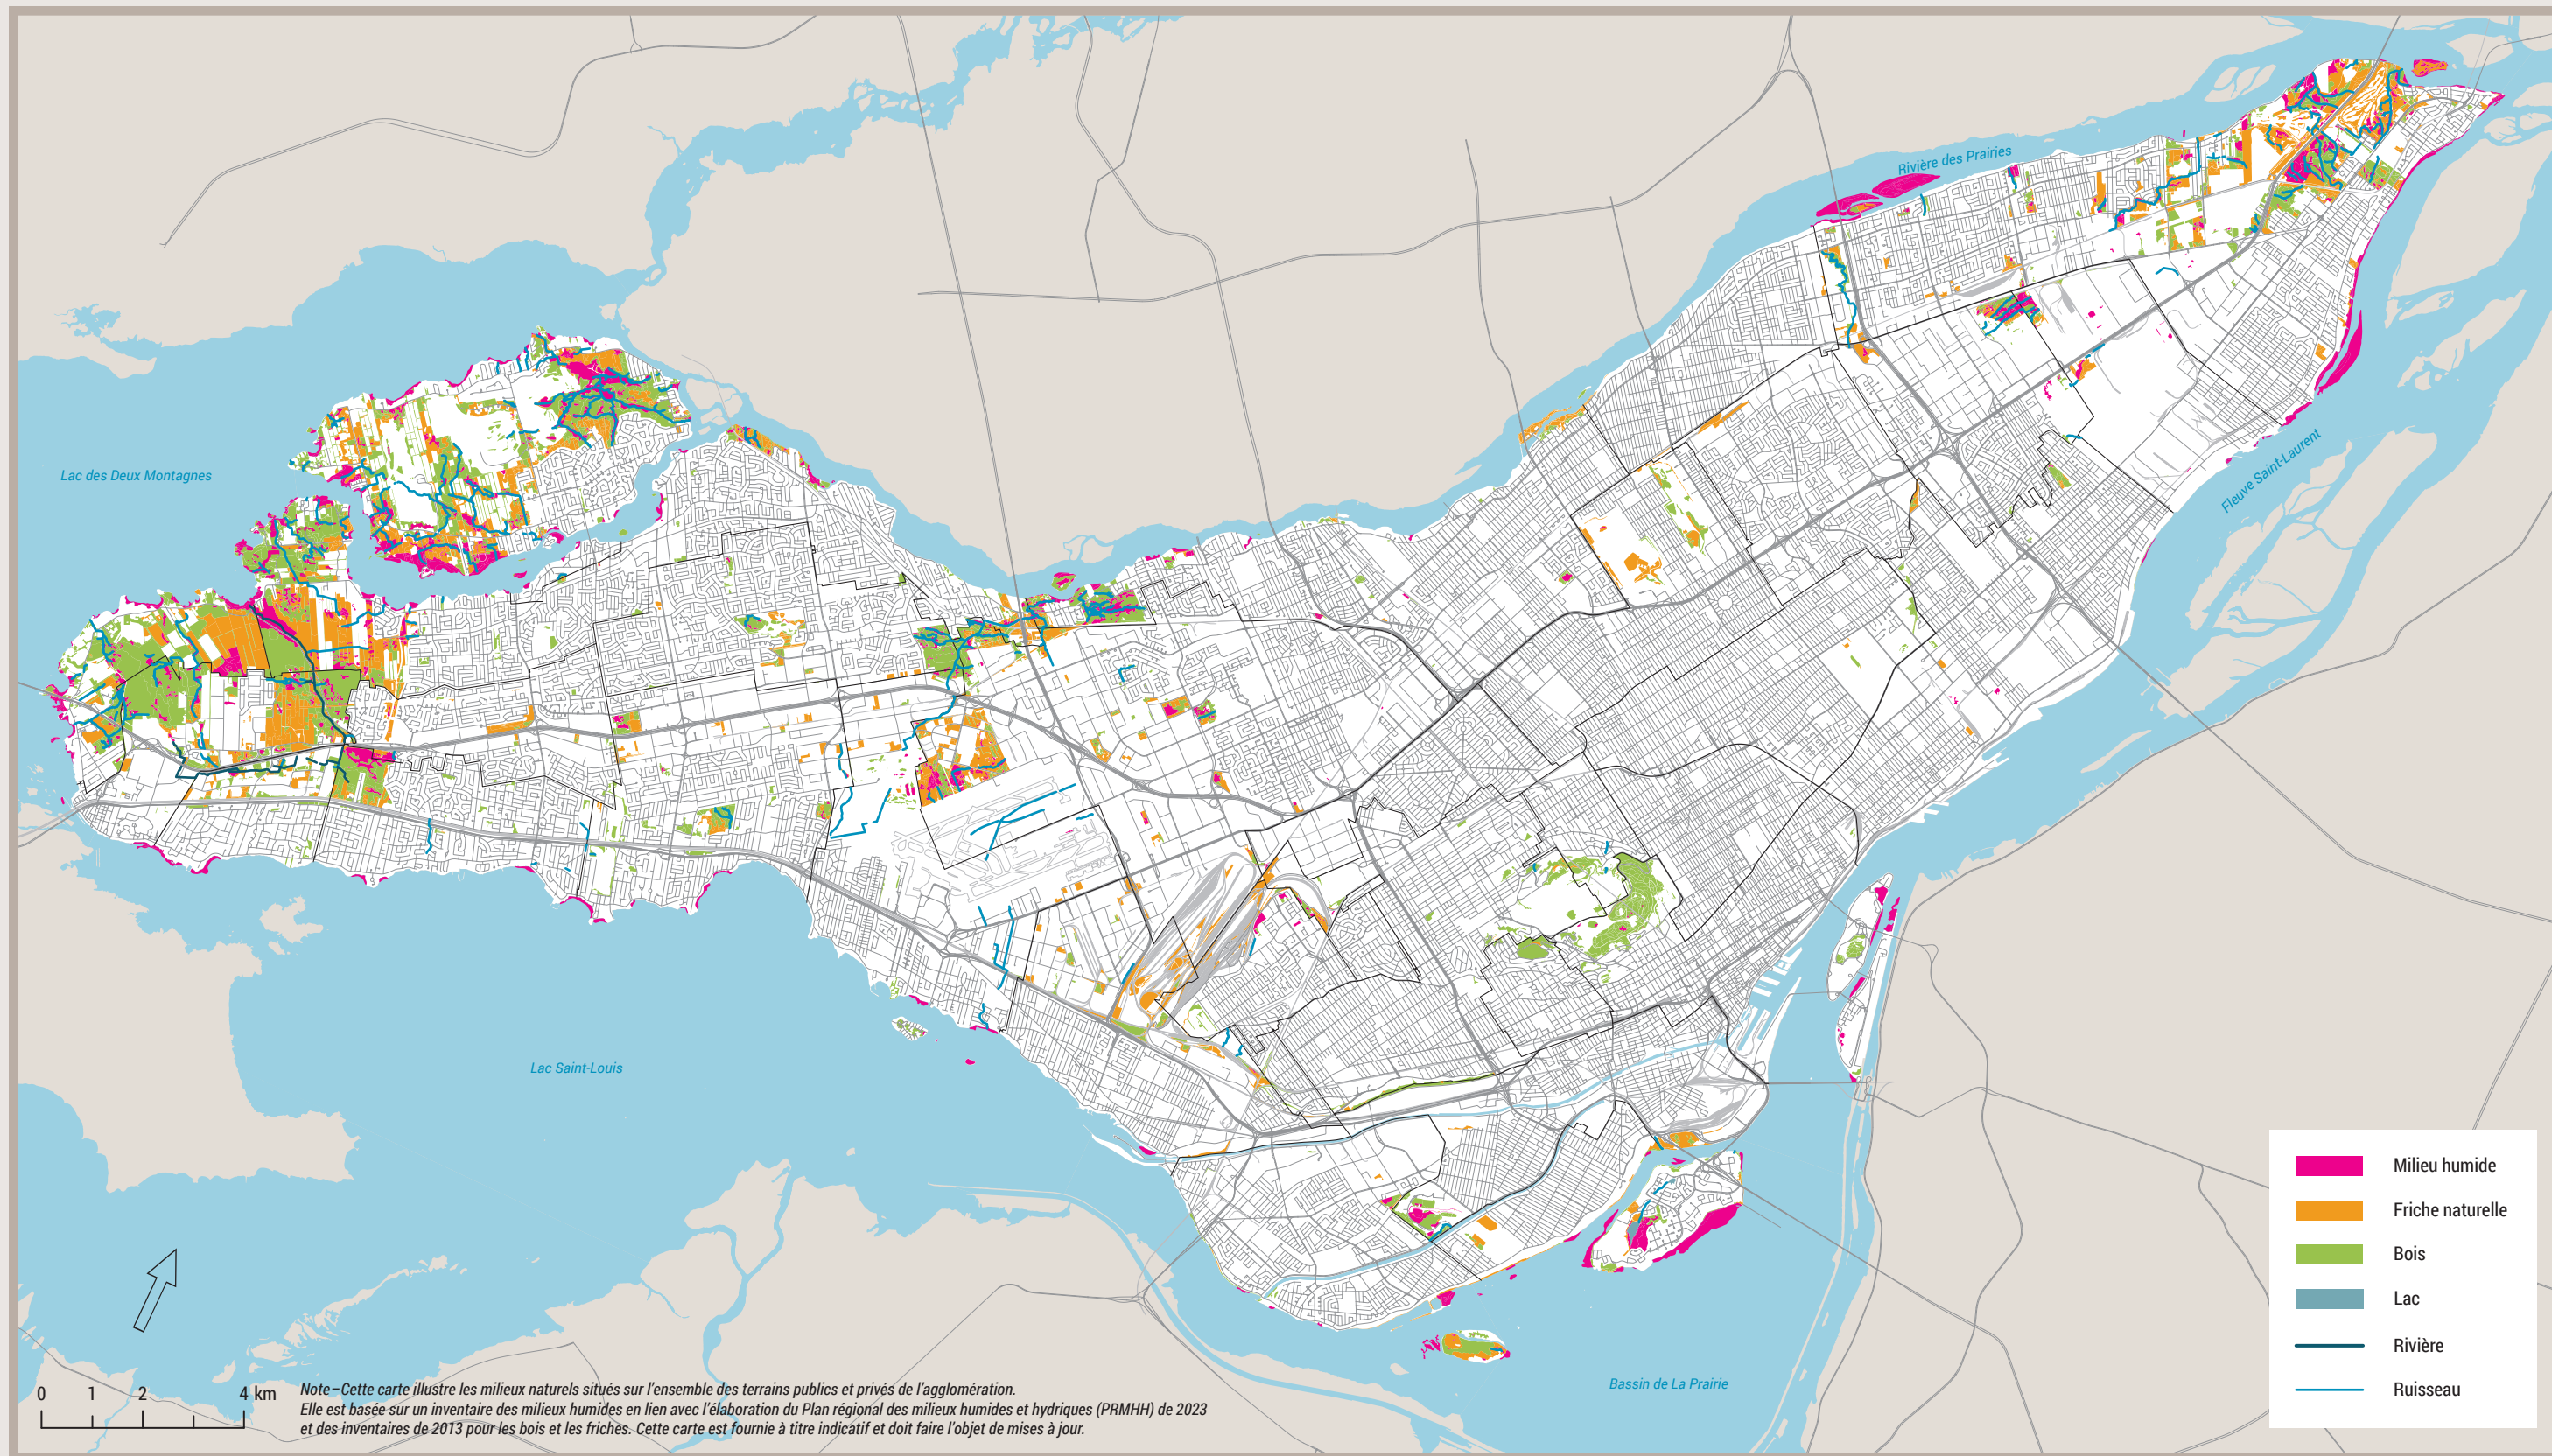 Rivière des Prairies
Lac des Deux Montagnes
Fleuve Saint-Laurent
Lac Saint-Louis
Bassin de La Prairie
Milieu humide
Friche naturelle
Bois
Lac
Rivière
Ruisseau
0 1 2 4 km
Note–Cette carte illustre les milieux naturels situés sur l'ensemble des terrains publics et privés de l'agglomération.
Elle est basée sur un inventaire des milieux humides en lien avec l'élaboration du Plan régional des milieux humides et hydriques (PRMHH) de 2023
et des inventaires de 2013 pour les bois et les friches. Cette carte est fournie à titre indicatif et doit faire l'objet de mises à jour.